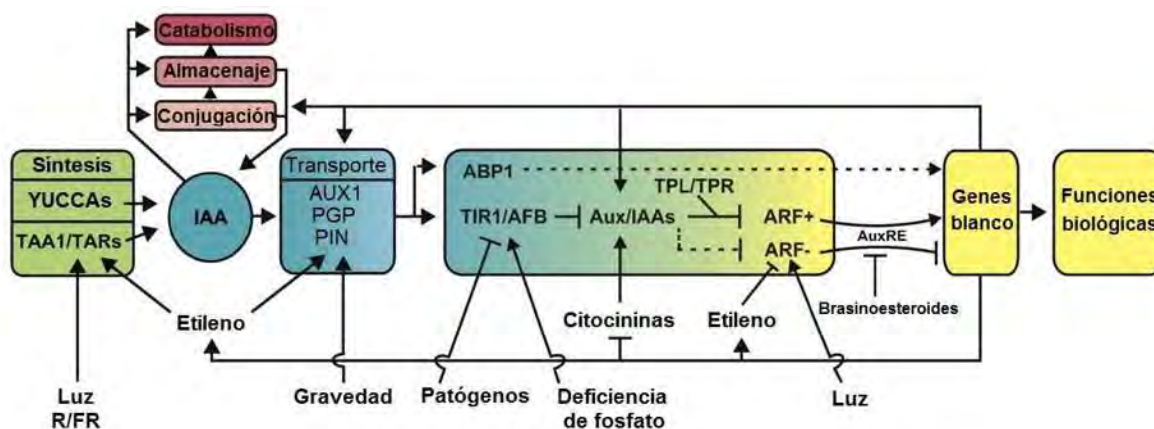 Catabolismo
Almacenaje
Conjugación
Síntesis
YUCCAs
TAA1/TARs
IAA
Transporte
AUX1
PGP
PIN
ABP1
TPL/TPR
TIR1/AFB
Aux/IAAs
ARF+
ARF-
AuxRE
Genes
blanco
Funciones
biológicas
Brasinoesteroides
Etileno
Citocininas
Etileno
Luz
R/FR
Gravedad
Patógenos
Deficiencia
de fosfato
Luz